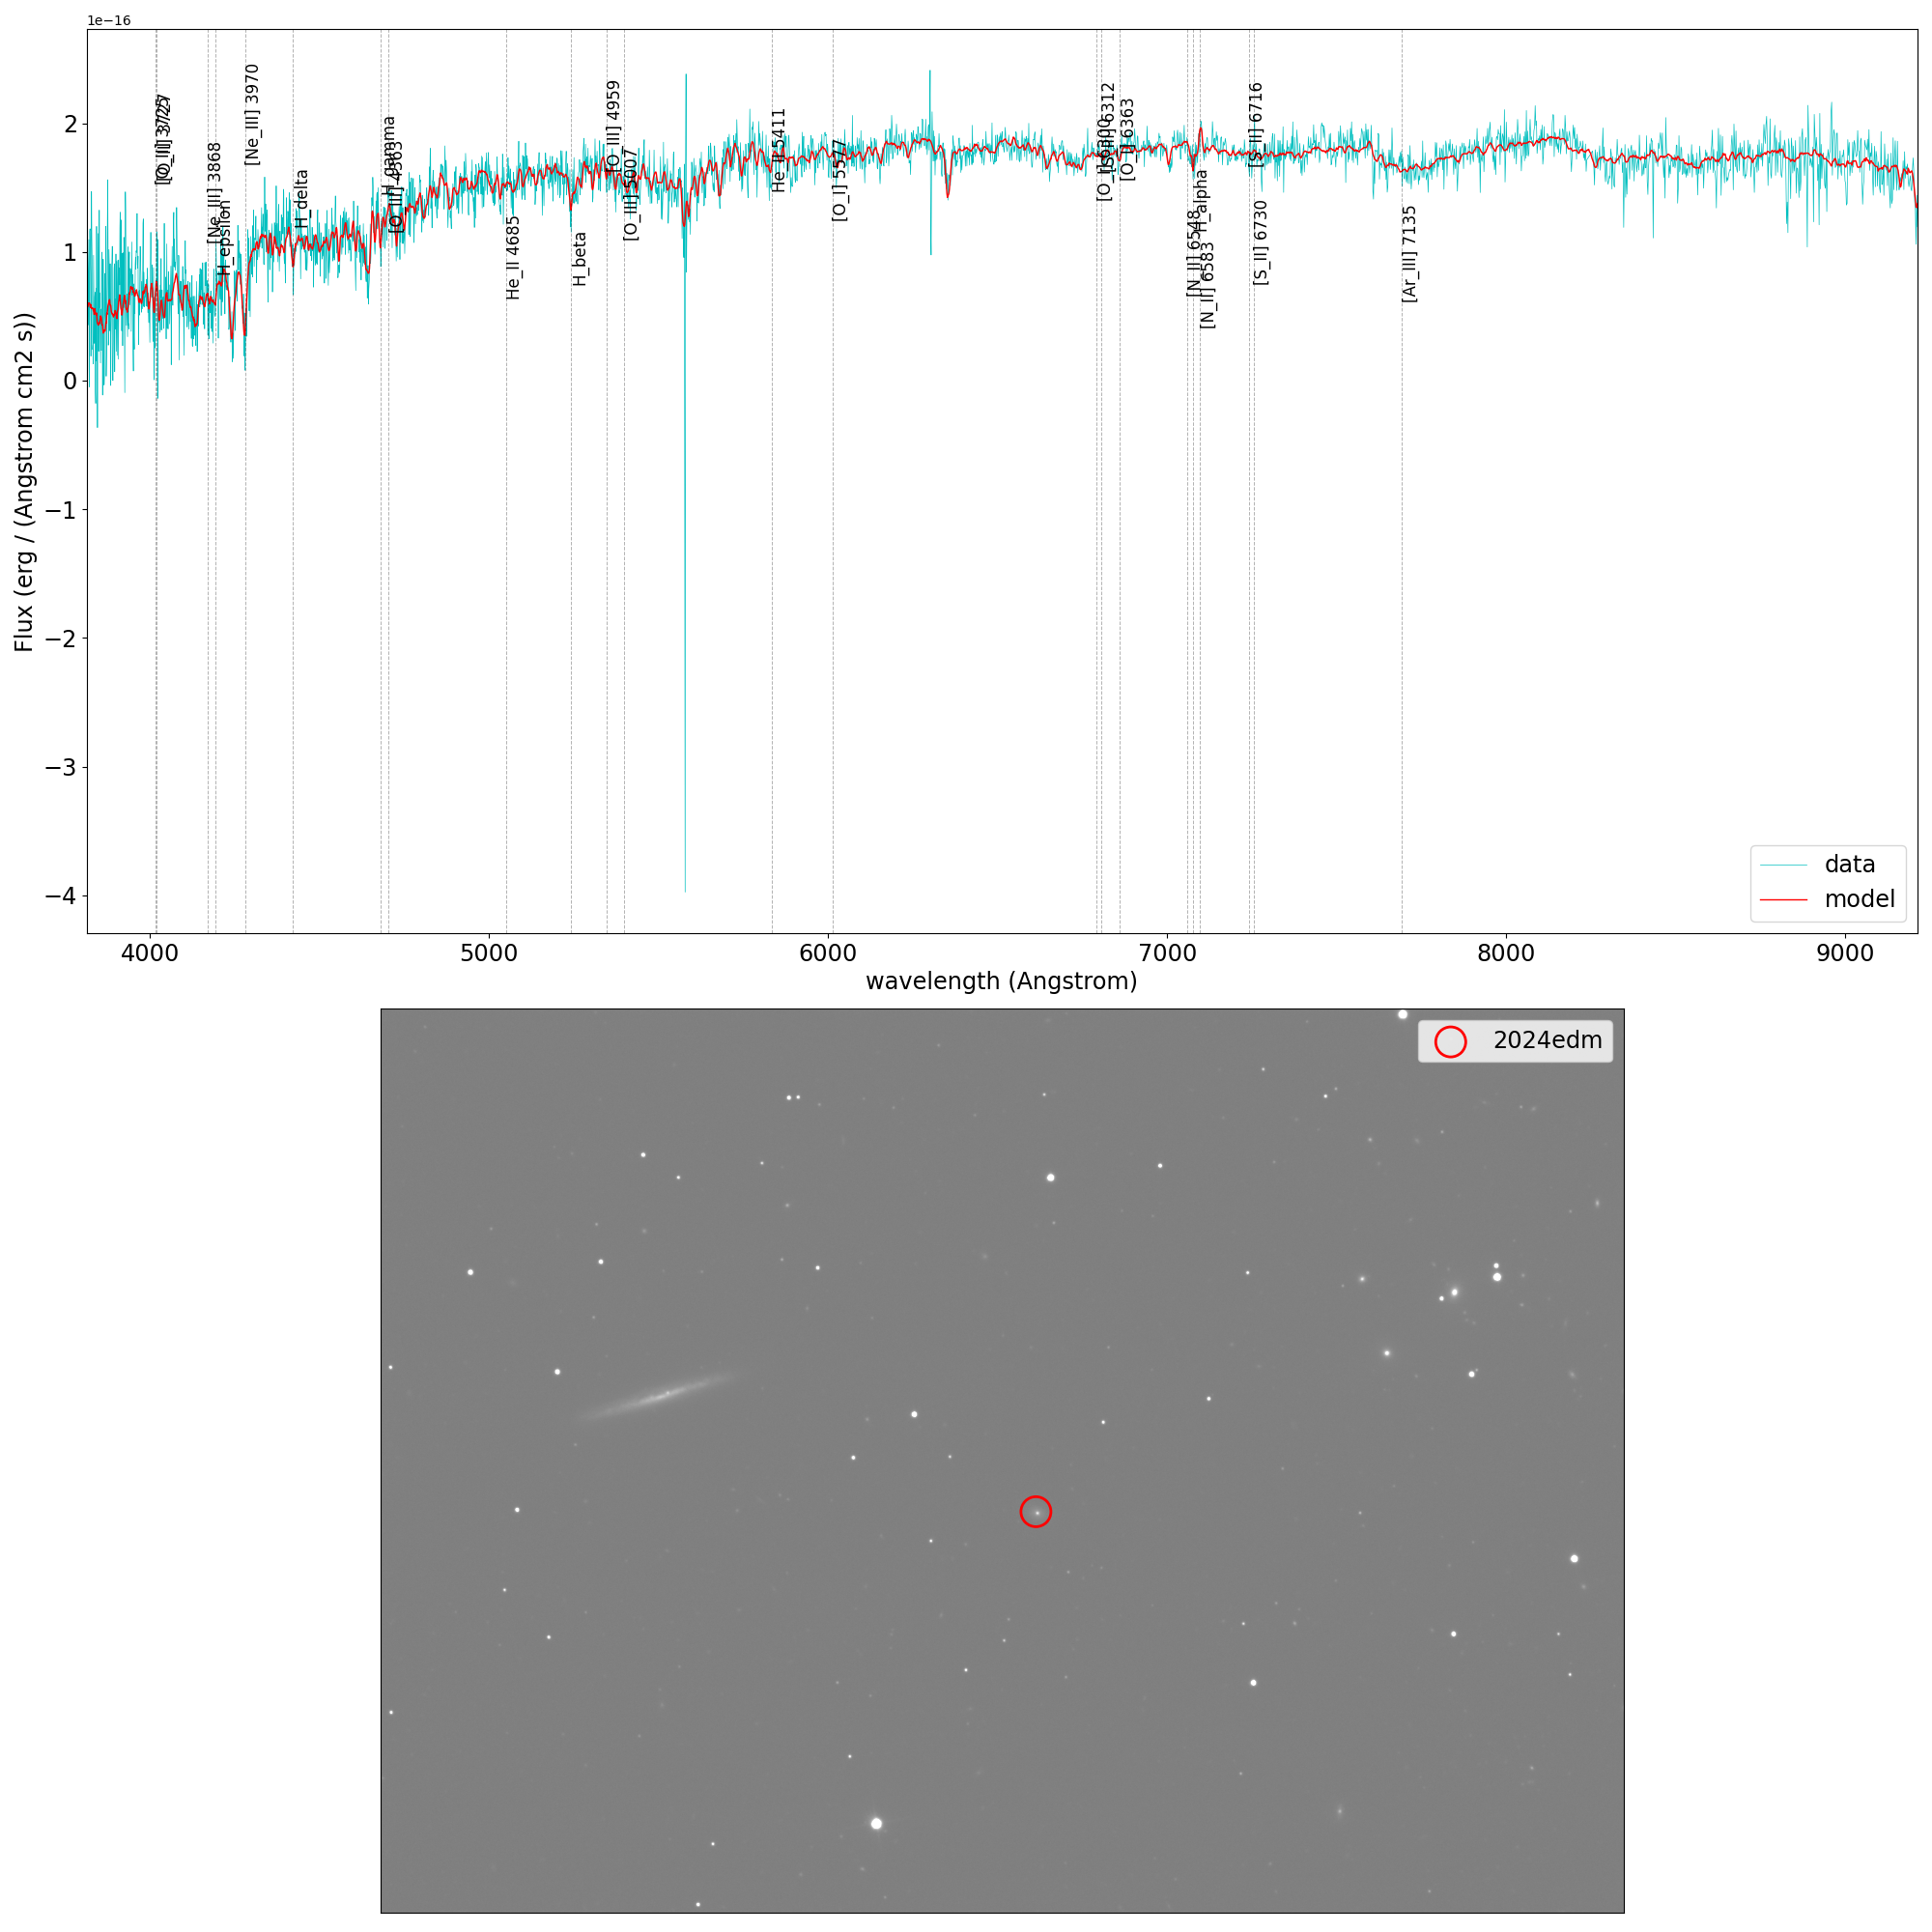 1e−16
[Ne_III] 3970
[O_III] 4959
[S_II] 6716
[S_III] 6312
[O_I] 6363
He_II 5411
H_gamma
[O_III] 4363
[O_I] 5577
[Ne_III] 3868
[O_III] 5007
H_delta
H_alpha
H_epsilon
[S_II] 6730
[Ar_III] 7135
[N_II] 6548
He_II 4685
H_beta
[N_II] 6583
2
1
0
−1
−2
−3
−4
Flux (erg / (Angstrom cm2 s))
data
model
4000 5000 6000 7000 8000 9000
wavelength (Angstrom)
2024edm